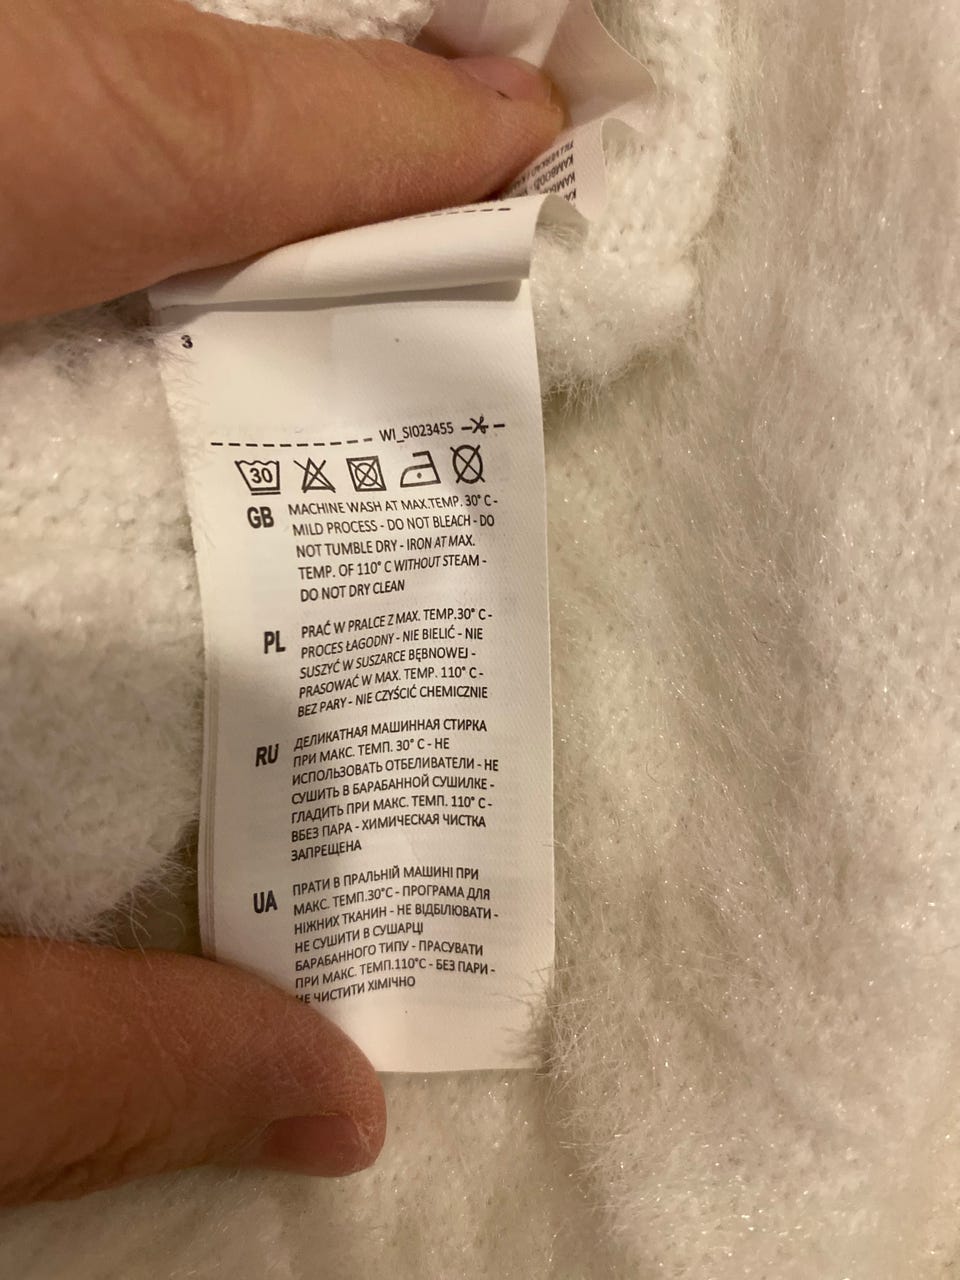 KAMBODŻ
3
WI_SI023455
30
GB MACHINE WASH AT MAX.TEMP. 30° C -
MILD PROCESS - DO NOT BLEACH - DO
NOT TUMBLE DRY - IRON AT MAX.
TEMP. OF 110° C WITHOUT STEAM -
DO NOT DRY CLEAN
PL PRAĆ W PRALCE Z MAX. TEMP.30° C -
PROCES ŁAGODNY - NIE BIELIĆ - NIE
SUSZYĆ W SUSZARCE BĘBNOWEJ -
PRASOWAĆ W MAX. TEMP. 110° C -
BEZ PARY - NIE CZYŚCIĆ CHEMICZNIE
RU ДЕЛИКАТНАЯ МАШИННАЯ СТИРКА
ПРИ МАКС. ТЕМП. 30° C - НЕ
ИСПОЛЬЗОВАТЬ ОТБЕЛИВАТЕЛИ - НЕ
СУШИТЬ В БАРАБАННОЙ СУШИЛКЕ -
ГЛАДИТЬ ПРИ МАКС. ТЕМП. 110° C -
ВБЕЗ ПАРА - ХИМИЧЕСКАЯ ЧИСТКА
ЗАПРЕЩЕНА
UA ПРАТИ В ПРАЛЬНІЙ МАШИНІ ПРИ
МАКС. ТЕМП.30°C - ПРОГРАМА ДЛЯ
НІЖНИХ ТКАНИН - НЕ ВІДБІЛЮВАТИ -
НЕ СУШИТИ В СУШАРЦІ
БАРАБАННОГО ТИПУ - ПРАСУВАТИ
ПРИ МАКС. ТЕМП.110°C - БЕЗ ПАРИ -
НЕ ЧИСТИТИ ХІМІЧНО